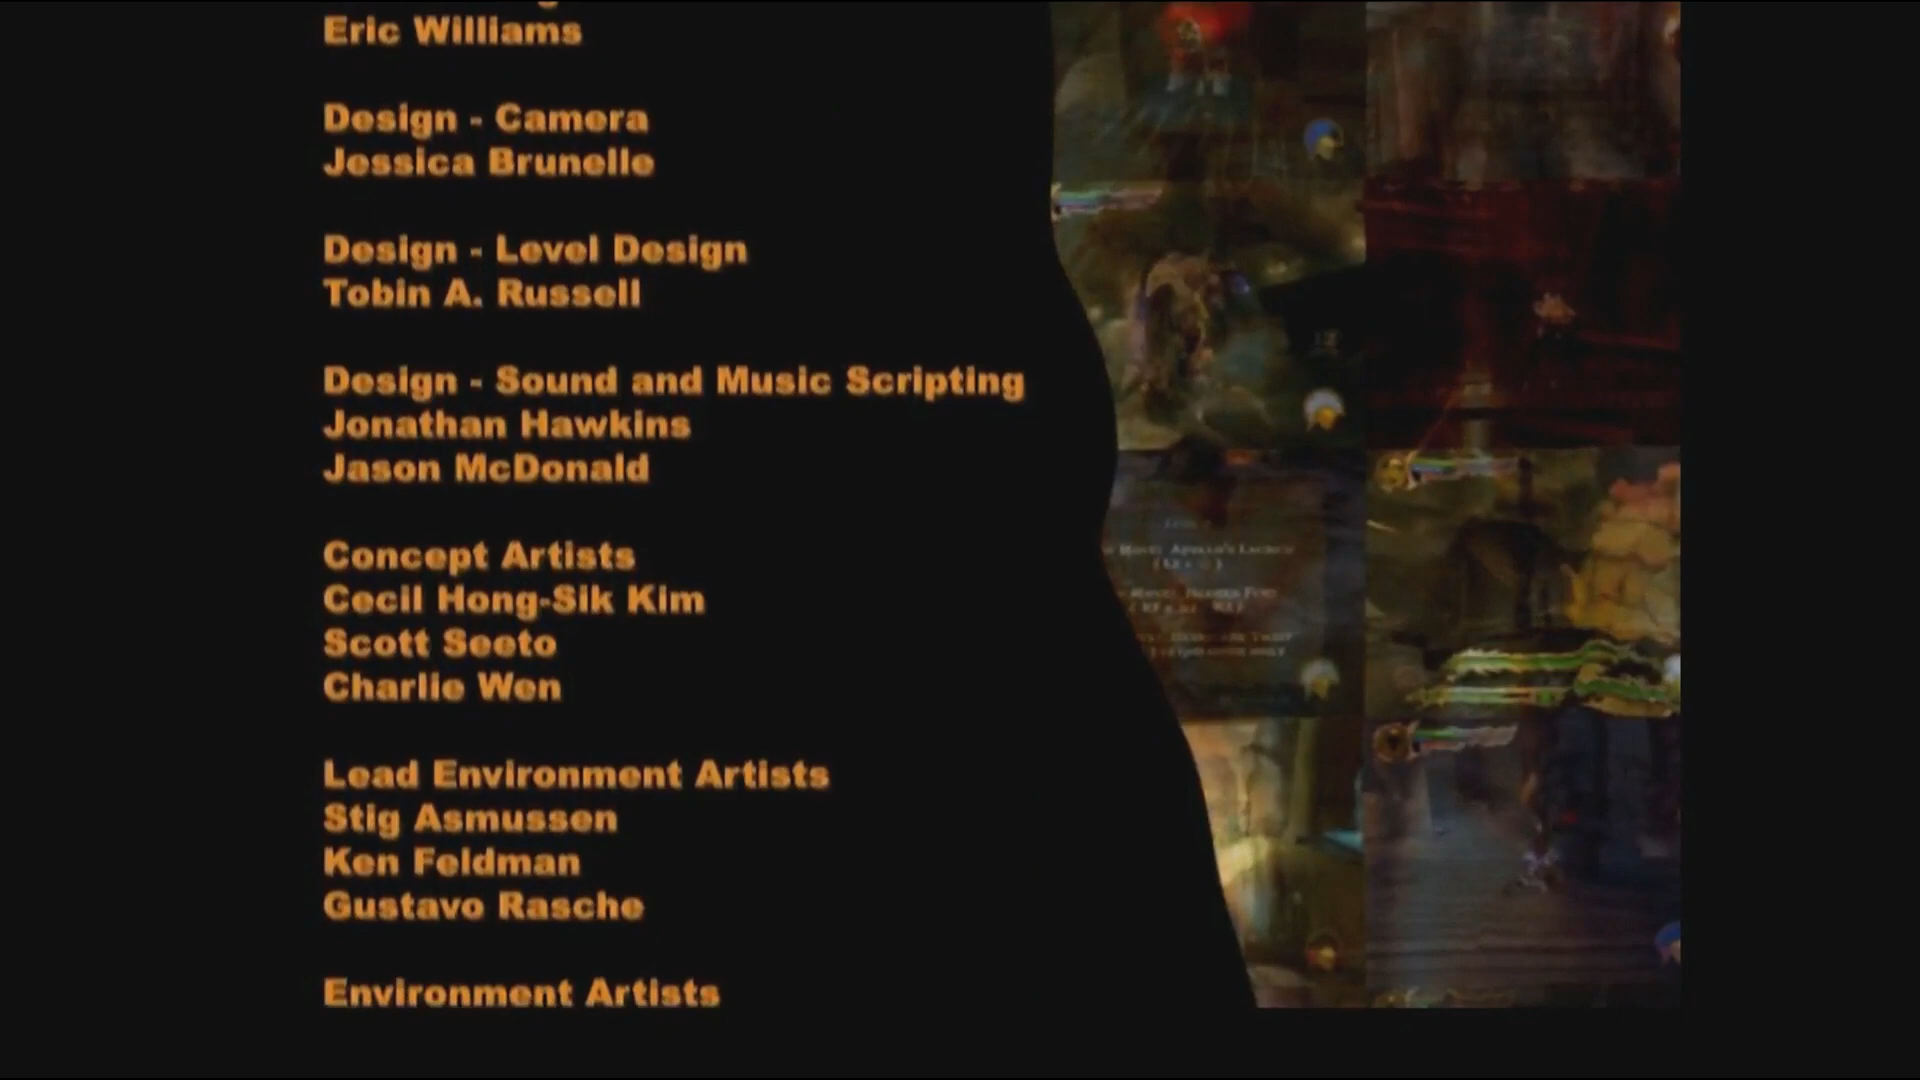 Eric Williams
Design - Camera
Jessica Brunelle
Design - Level Design
Tobin A. Russell
Design - Sound and Music Scripting
Jonathan Hawkins
Jason McDonald
Concept Artists
Cecil Hong-Sik Kim
Scott Seeto
Charlie Wen
Lead Environment Artists
Stig Asmussen
Ken Feldman
Gustavo Rasche
Environment Artists